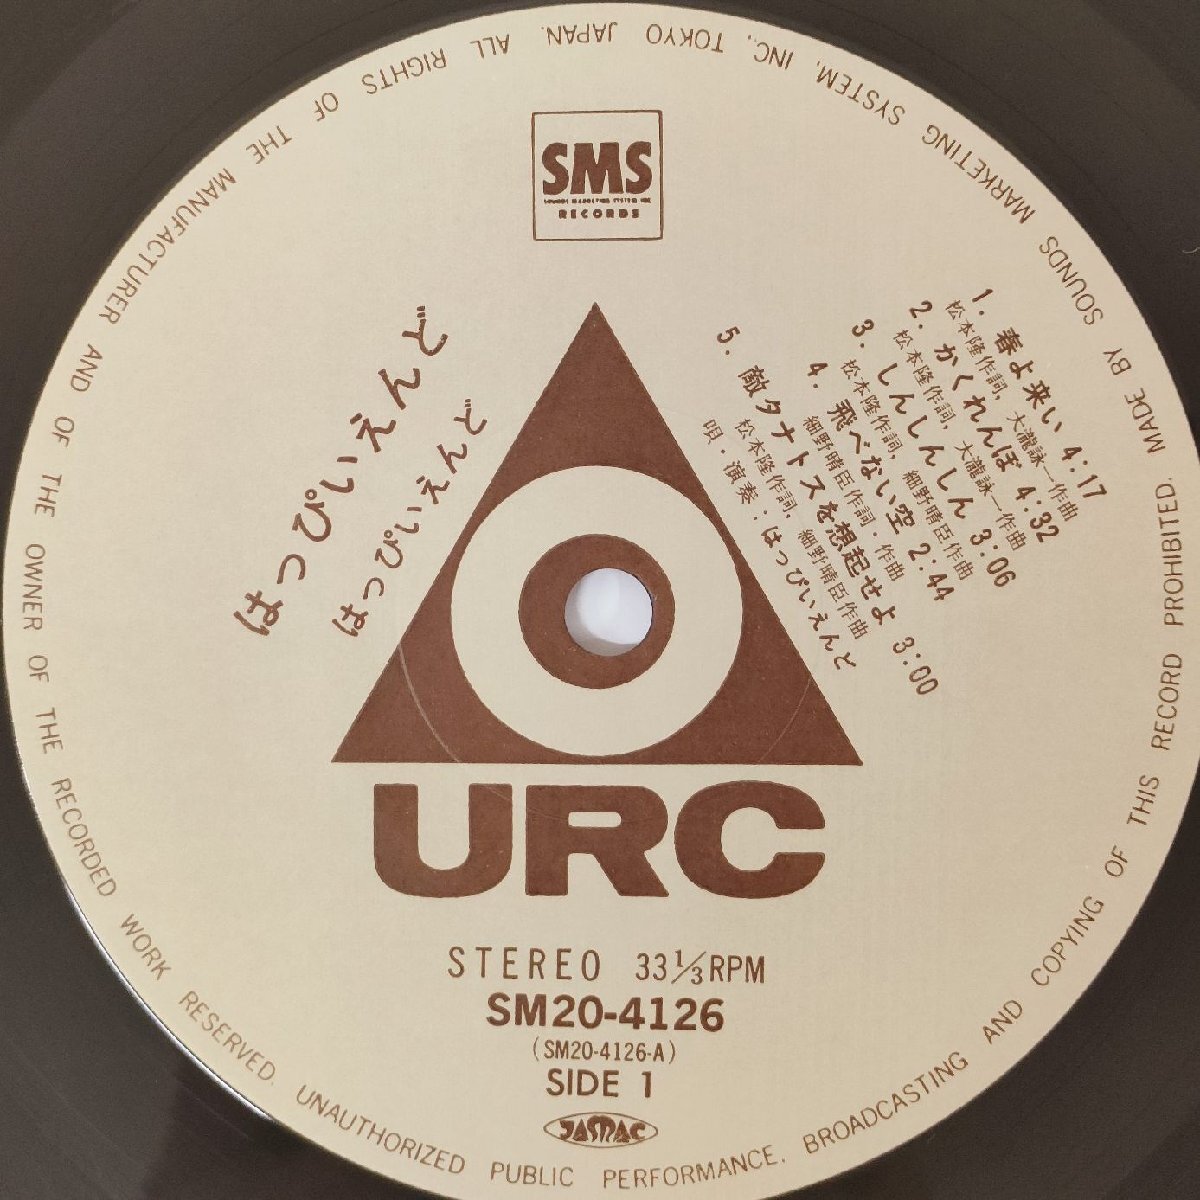 SMS
SOUNDS MARKETING SYSTEM INC.
RECORDS
はっぴいえんど
はっぴいえんど
1. 春よ来い 4:17
松本隆作詞, 大瀧詠一作曲
2. かくれんぼ 4:32
松本隆作詞, 大瀧詠一作曲
3. しんしんしん 3:06
松本隆作詞, 細野晴臣作曲
4. 飛べない空 2:44
細野晴臣作詞・作曲
5. 敵タナトスを想起せよ 3:00
松本隆作詞, 細野晴臣作曲
唄・演奏:はっぴいえんど
URC
STEREO 33 1/3 RPM
SM20-4126
(SM20-4126-A)
SIDE 1
JASRAC
MADE BY SOUNDS MARKETING SYSTEM, INC., TOKYO JAPAN. ALL RIGHTS OF THE MANUFACTURER AND OF THE OWNER OF THE RECORDED WORK RESERVED. UNAUTHORIZED PUBLIC PERFORMANCE. BROADCASTING AND COPYING OF THIS RECORD PROHIBITED.